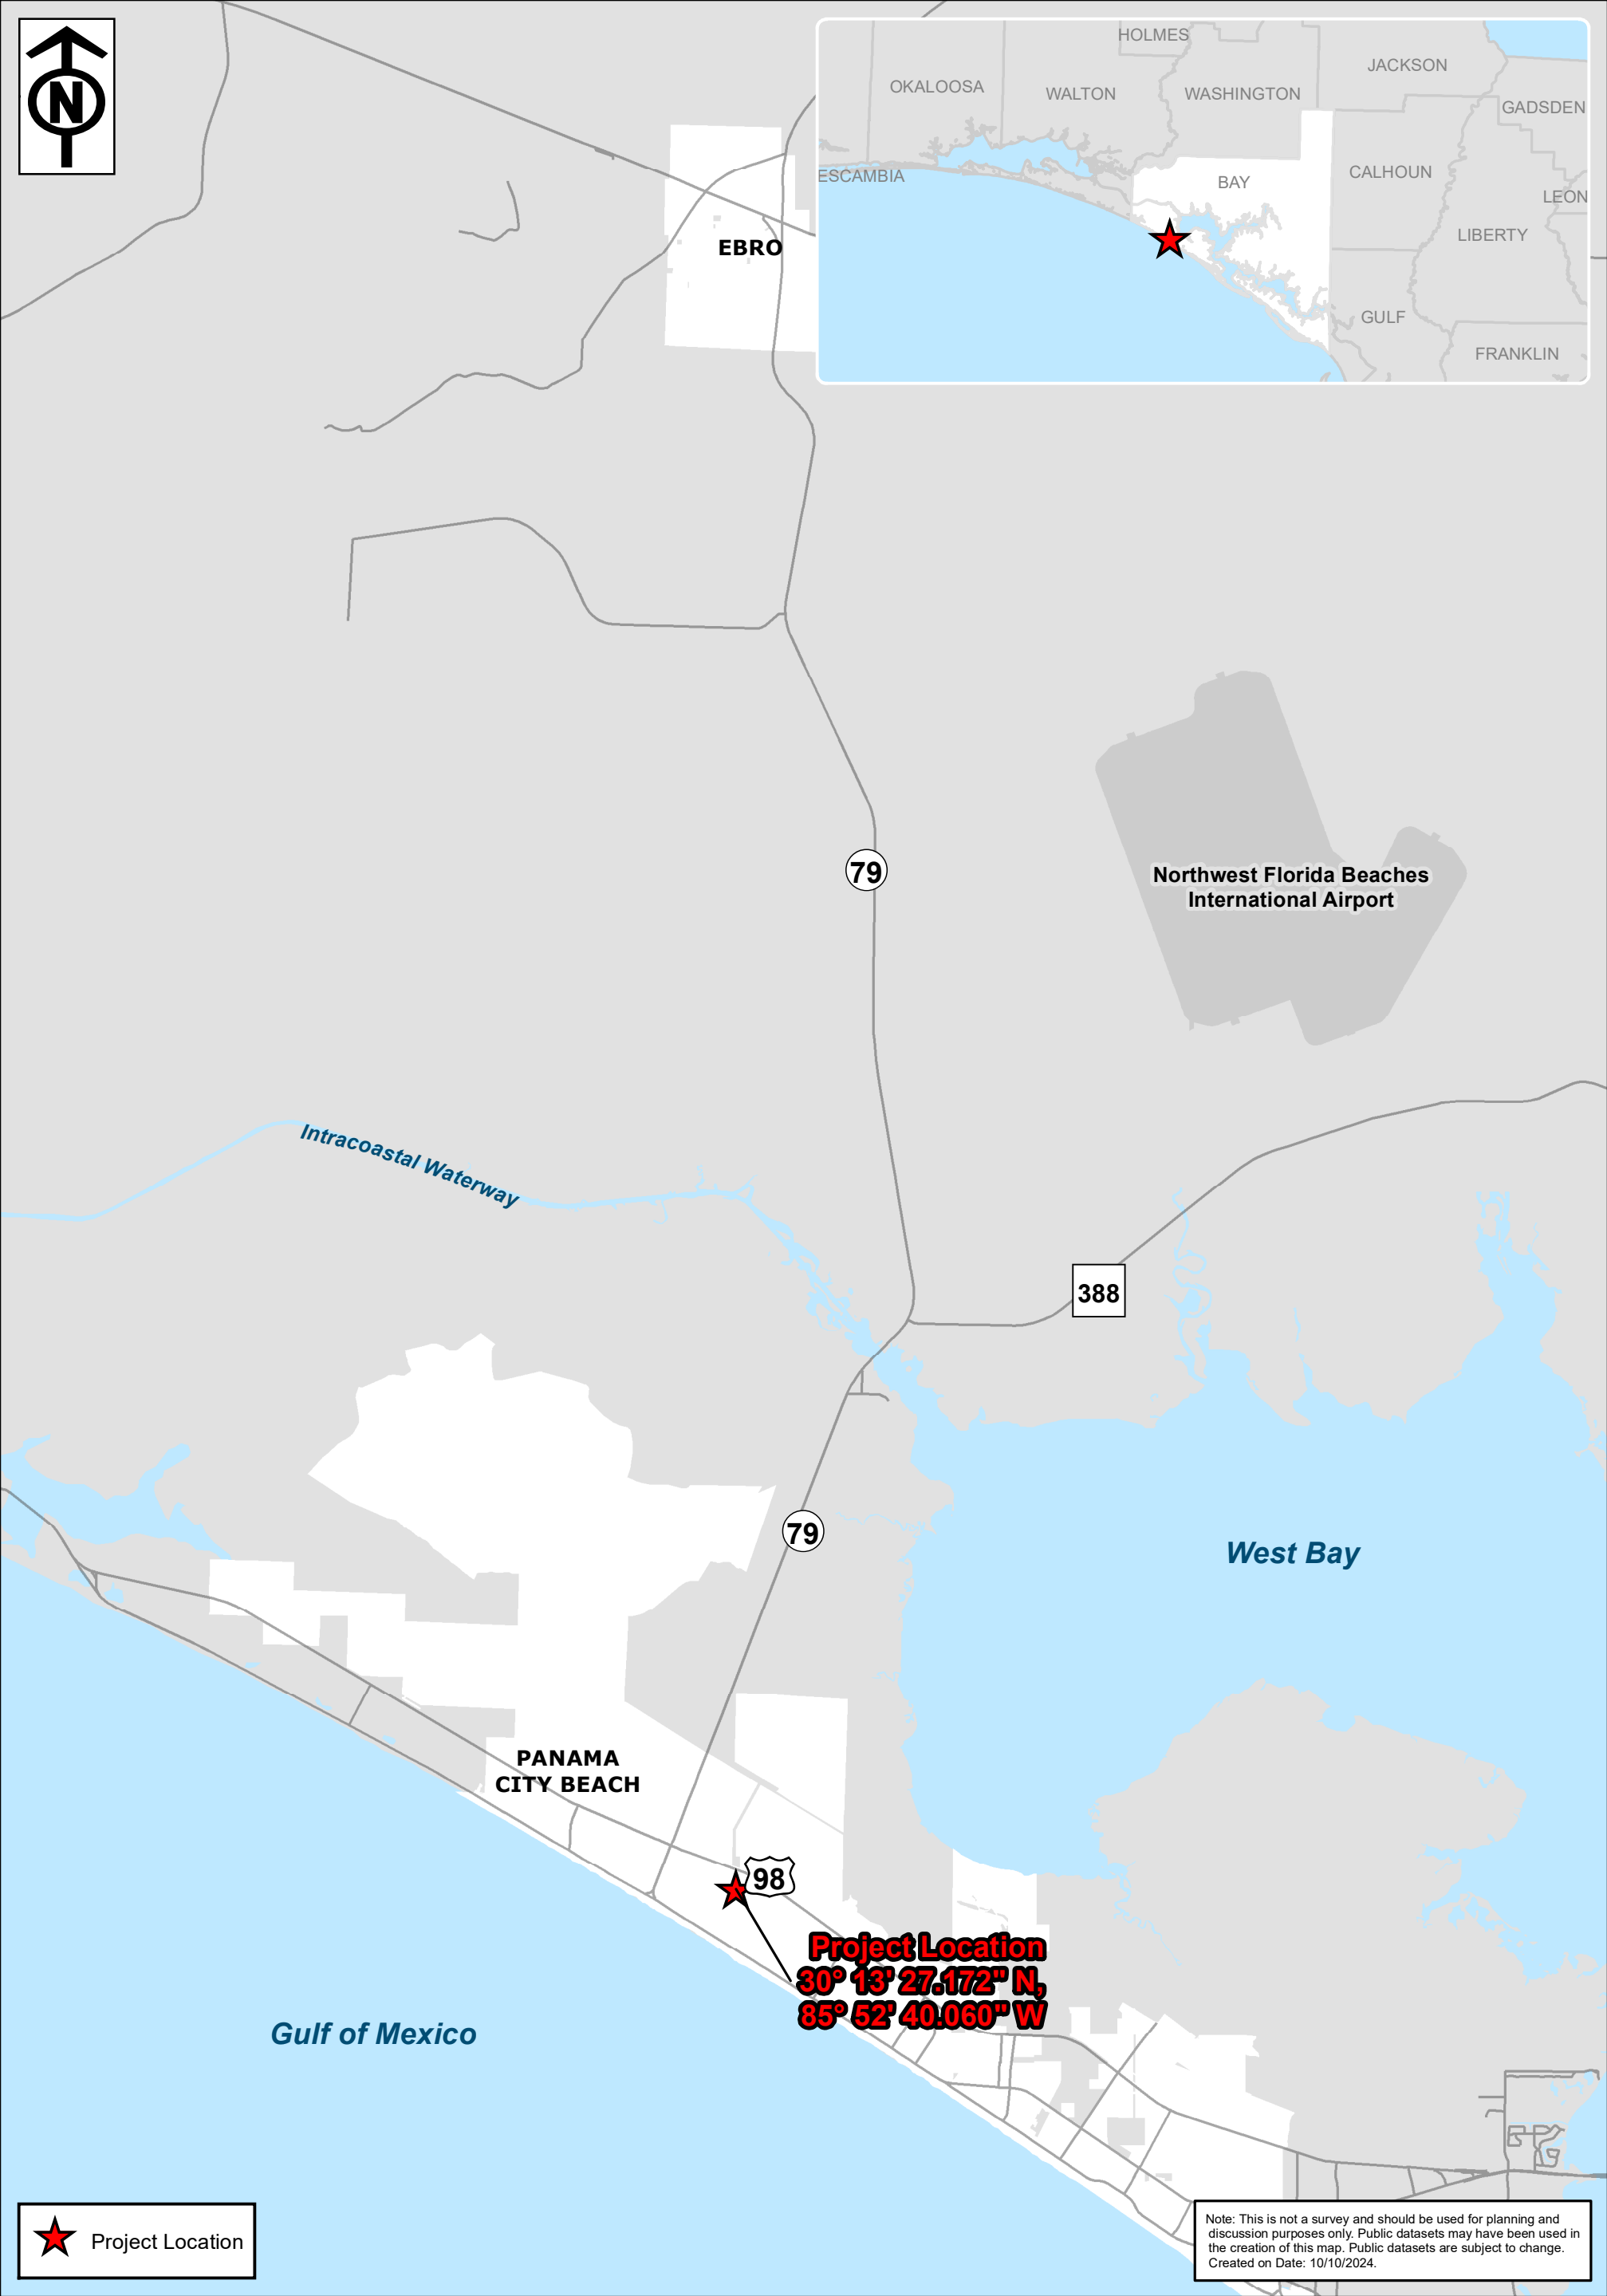 N
HOLMES
JACKSON
OKALOOSA
WALTON
WASHINGTON
GADSDEN
ESCAMBIA
BAY
CALHOUN
LEON
LIBERTY
GULF
FRANKLIN
EBRO
79
Northwest Florida Beaches
International Airport
Intracoastal Waterway
388
79
West Bay
PANAMA
CITY BEACH
98
Project Location
30° 13' 27.172" N,
85° 52' 40.060" W
Gulf of Mexico
Project Location
Note: This is not a survey and should be used for planning and
discussion purposes only. Public datasets may have been used in
the creation of this map. Public datasets are subject to change.
Created on Date: 10/10/2024.